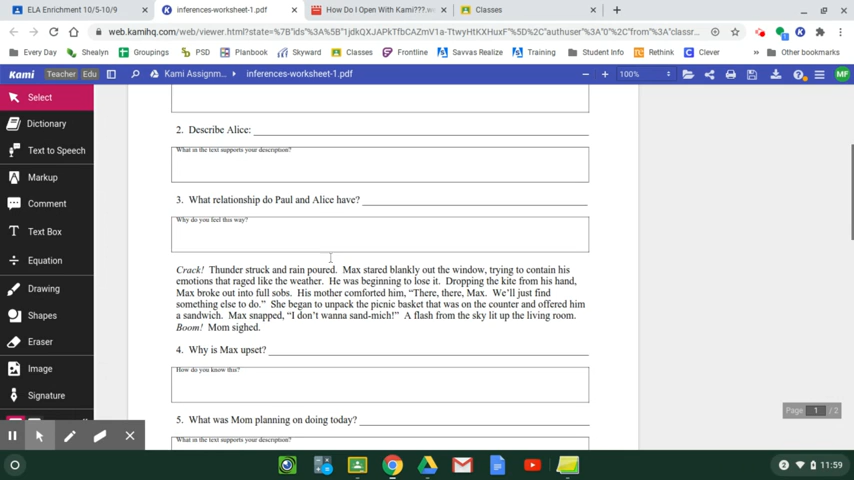 ELA Enrichment 10/5-10/9
inferences-worksheet-1.pdf
How Do I Open With Kami???.w
Classes
web.kamihq.com/web/viewer.html?state=%7B"ids"%3A%5B"1jdkQXJAPkTfbCAZmV1a-TtwyHtKXHuxF"%5D%2C"
Every Day
Shealyn
Groupings
PSD
Planbook
Skyward
Classes
Frontline
Savvas Realize
Training
Student Info
Rethink
Clever
»
Other bookmarks
Kami
Teacher
Edu
Kami Assignm...
inferences-worksheet-1.pdf
100%
MF
Select
Dictionary
Text to Speech
Markup
Comment
Text Box
Equation
Drawing
Shapes
Eraser
Image
Signature
2. Describe Alice:
What in the text supports your description?
3. What relationship do Paul and Alice have?
Why do you feel this way?
Crack! Thunder struck and rain poured. Max stared blankly out the window, trying to contain his
emotions that raged like the weather. He was beginning to lose it. Dropping the kite from his hand,
Max broke out into full sobs. His mother comforted him, “There, there, Max. We’ll just find
something else to do.” She began to unpack the picnic basket that was on the counter and offered him
a sandwich. Max snapped, “I don’t wanna sand-mich!” A flash from the sky lit up the living room.
Boom! Mom sighed.
4. Why is Max upset?
How do you know this?
5. What was Mom planning on doing today?
What in the text supports your description?
Page 1 / 2
2
11:59